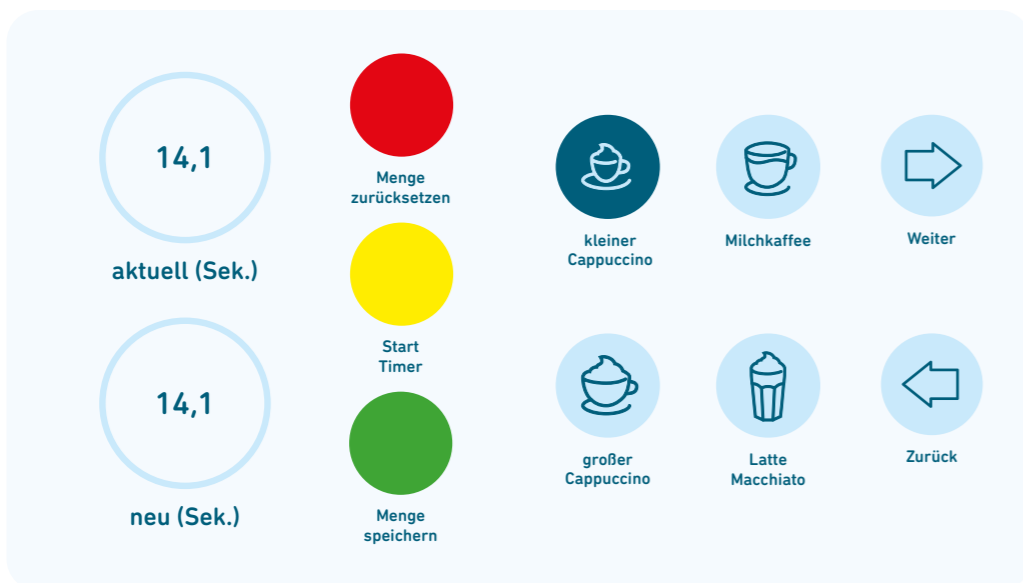 14,1
aktuell (Sek.)
14,1
neu (Sek.)
Menge
zurücksetzen
Start
Timer
Menge
speichern
kleiner
Cappuccino
Milchkaffee
Weiter
großer
Cappuccino
Latte
Macchiato
Zurück